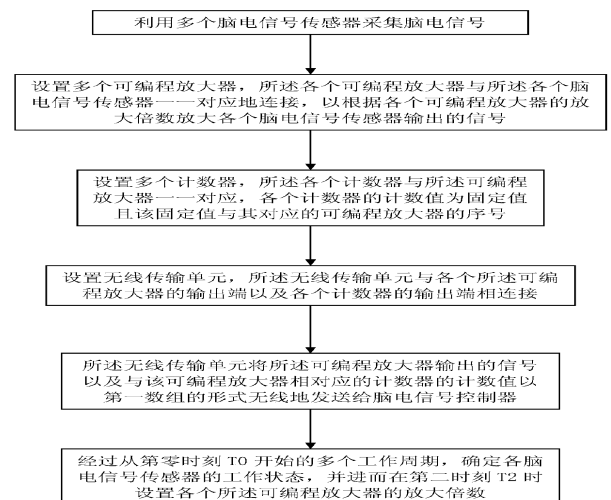 利用多个脑电信号传感器采集脑电信号
设置多个可编程放大器，所述各个可编程放大器与所述各个脑
电信号传感器一一对应地连接，以根据各个可编程放大器的放
大倍数放大各个脑电信号传感器输出的信号
设置多个计数器，所述各个计数器与所述可编程
放大器一一对应，各个计数器的计数值为固定值
且该固定值与其对应的可编程放大器的序号
设置无线传输单元，所述无线传输单元与各个所述可编
程放大器的输出端以及各个计数器的输出端相连接
所述无线传输单元将所述可编程放大器输出的信号
以及与该可编程放大器相对应的计数器的计数值以
第一数组的形式无线地发送给脑电信号控制器
经过从第零时刻 T0 开始的多个工作周期，确定各脑
电信号传感器的工作状态，并进而在第二时刻 T2 时
设置各个所述可编程放大器的放大倍数